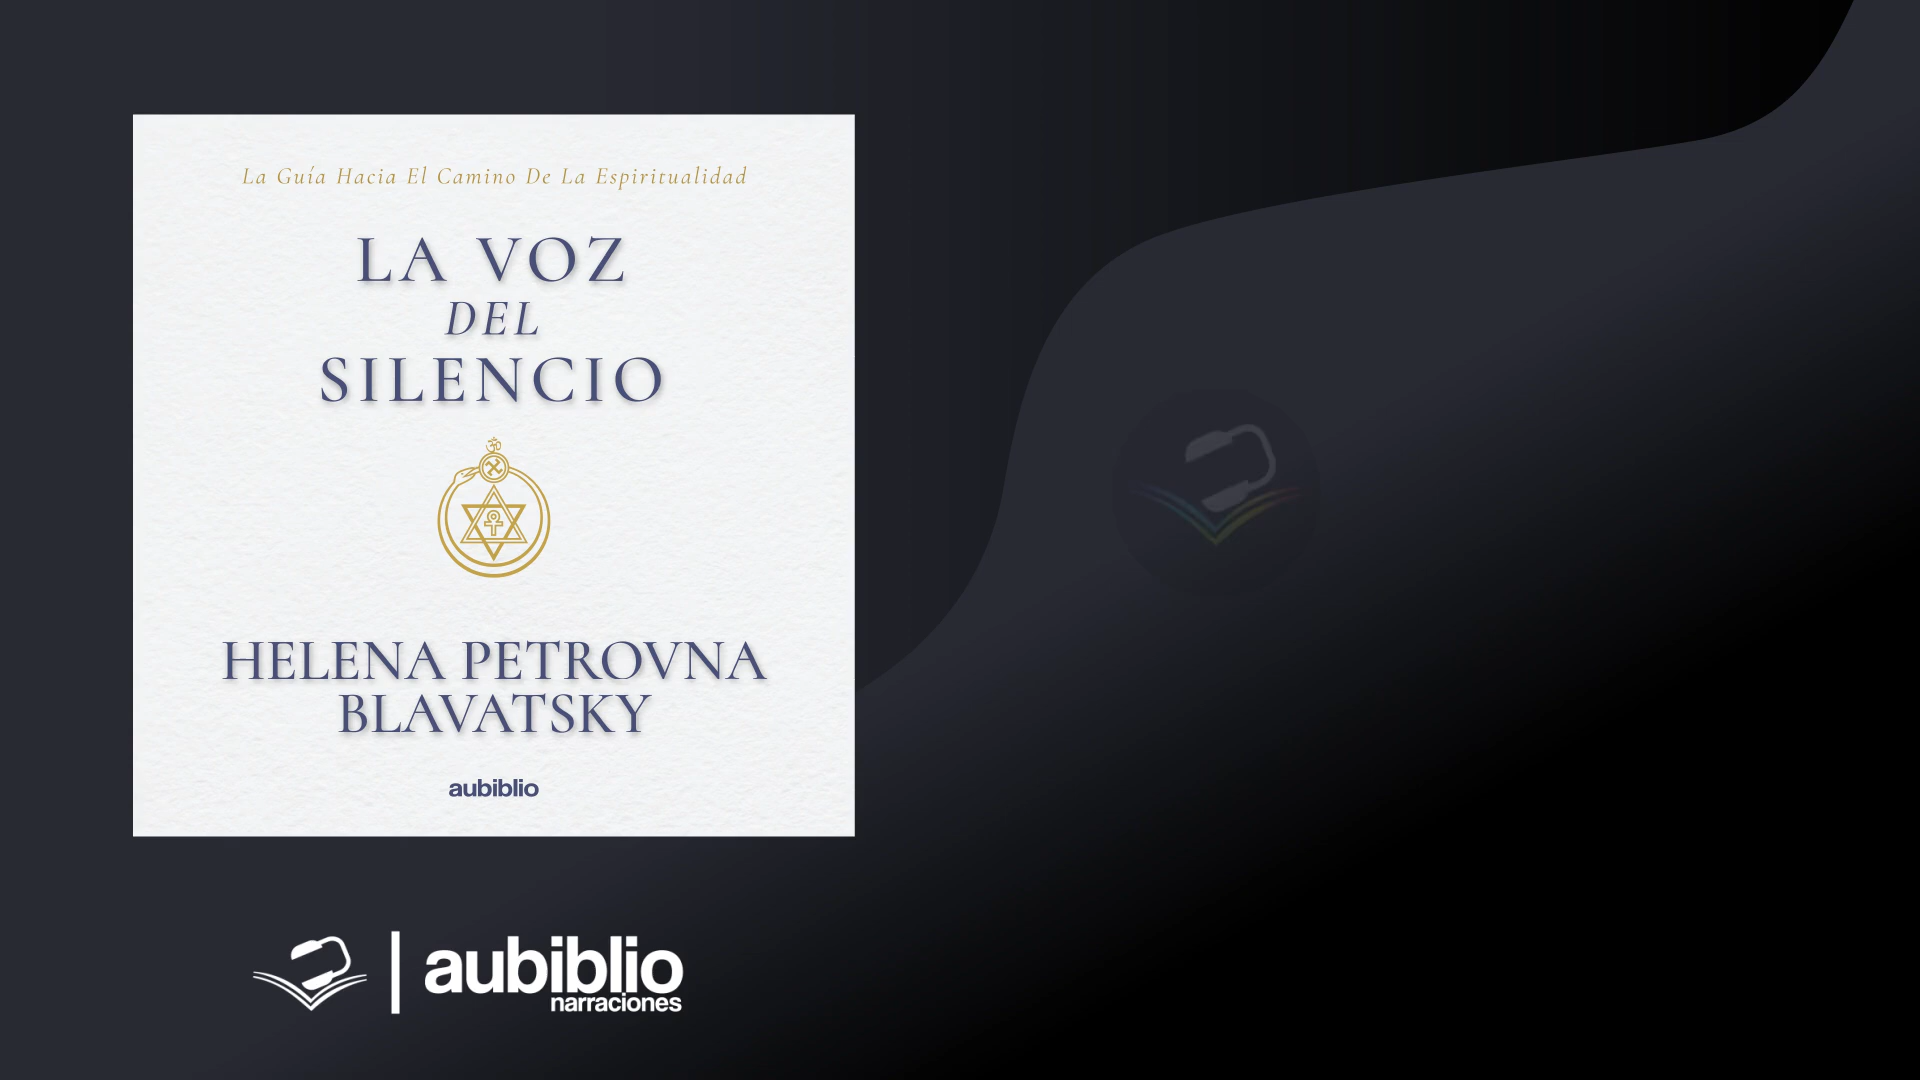 La Guía Hacia El Camino De La Espiritualidad
LA VOZ
DEL
SILENCIO
ॐ
HELENA PETROVNA
BLAVATSKY
aubiblio
aubiblio
narraciones